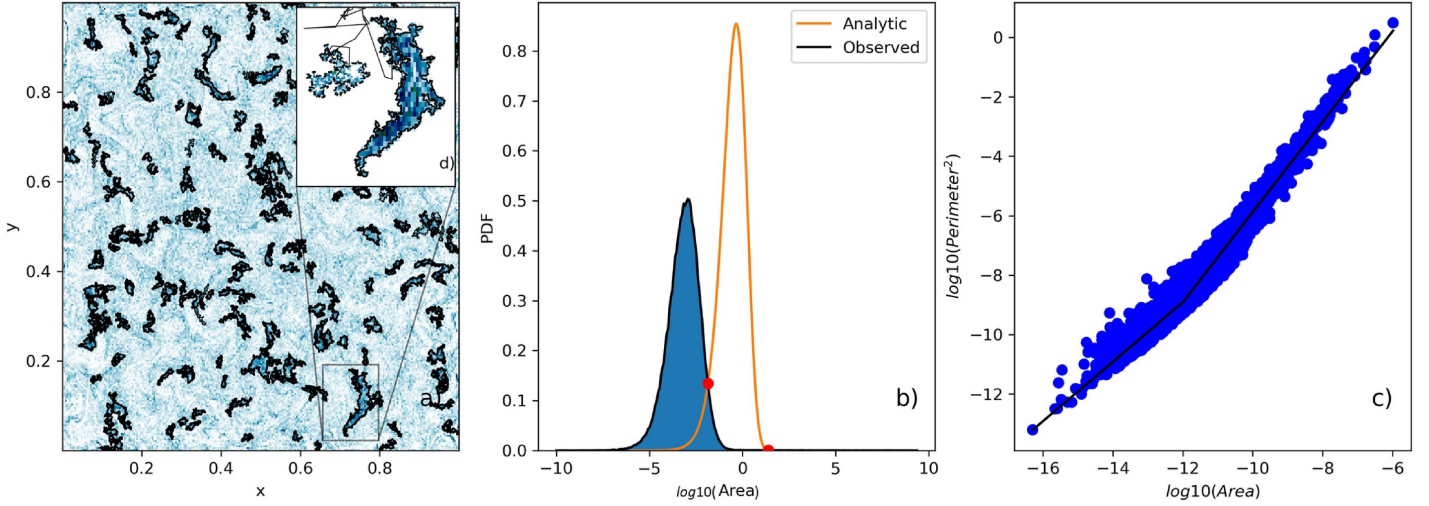 d)
a)
0.8
0.6
0.4
0.2
y
0.2
0.4
0.6
0.8
x
Analytic
Observed
0.8
0.7
0.6
0.5
0.4
0.3
0.2
0.1
0.0
PDF
b)
−10
−5
0
5
10
log10(Area)
0
−2
−4
−6
−8
−10
−12
log10(Perimeter²)
c)
−16
−14
−12
−10
−8
−6
log10(Area)